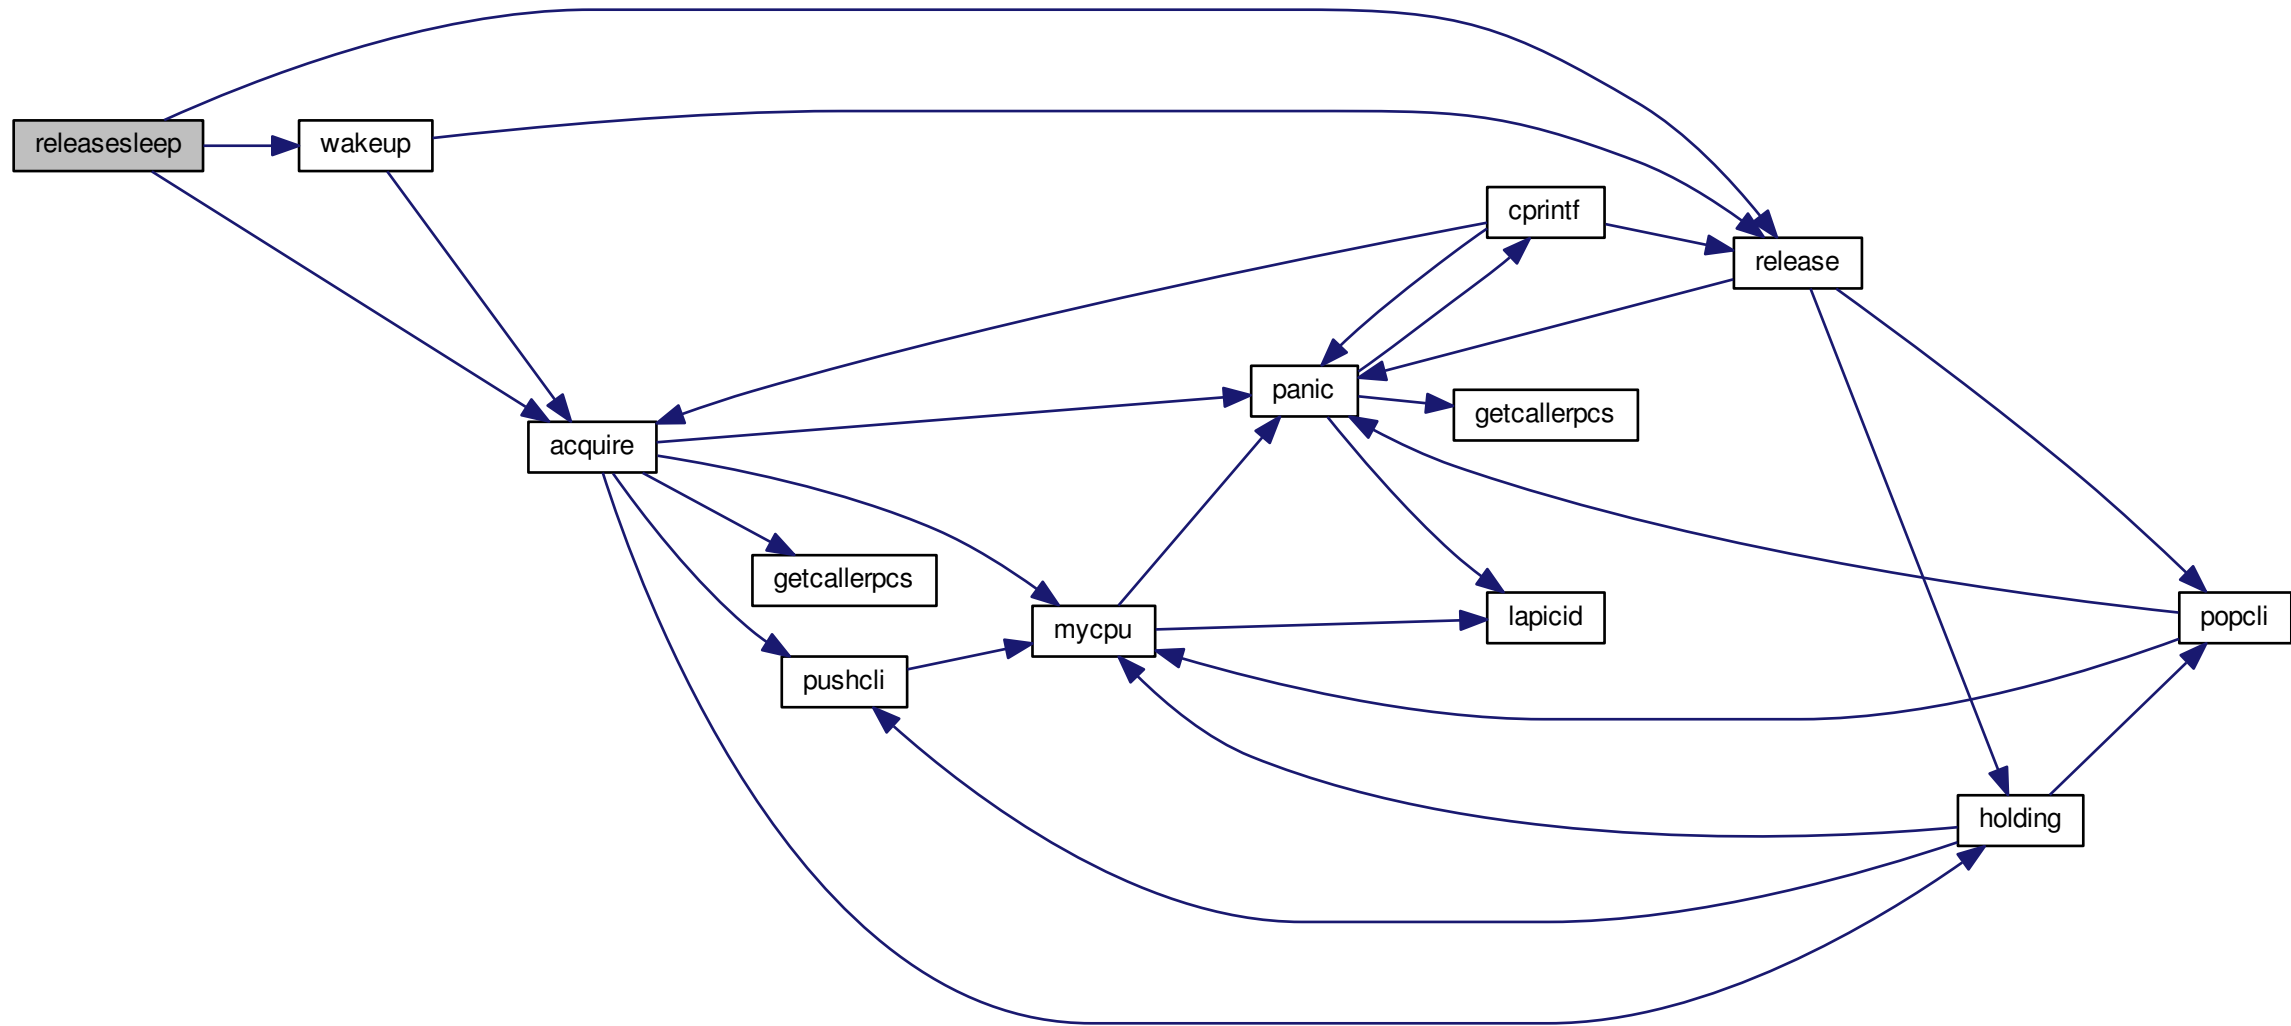 releasesleep
wakeup
cprintf
release
panic
getcallerpcs
acquire
getcallerpcs
mycpu
lapicid
popcli
pushcli
holding